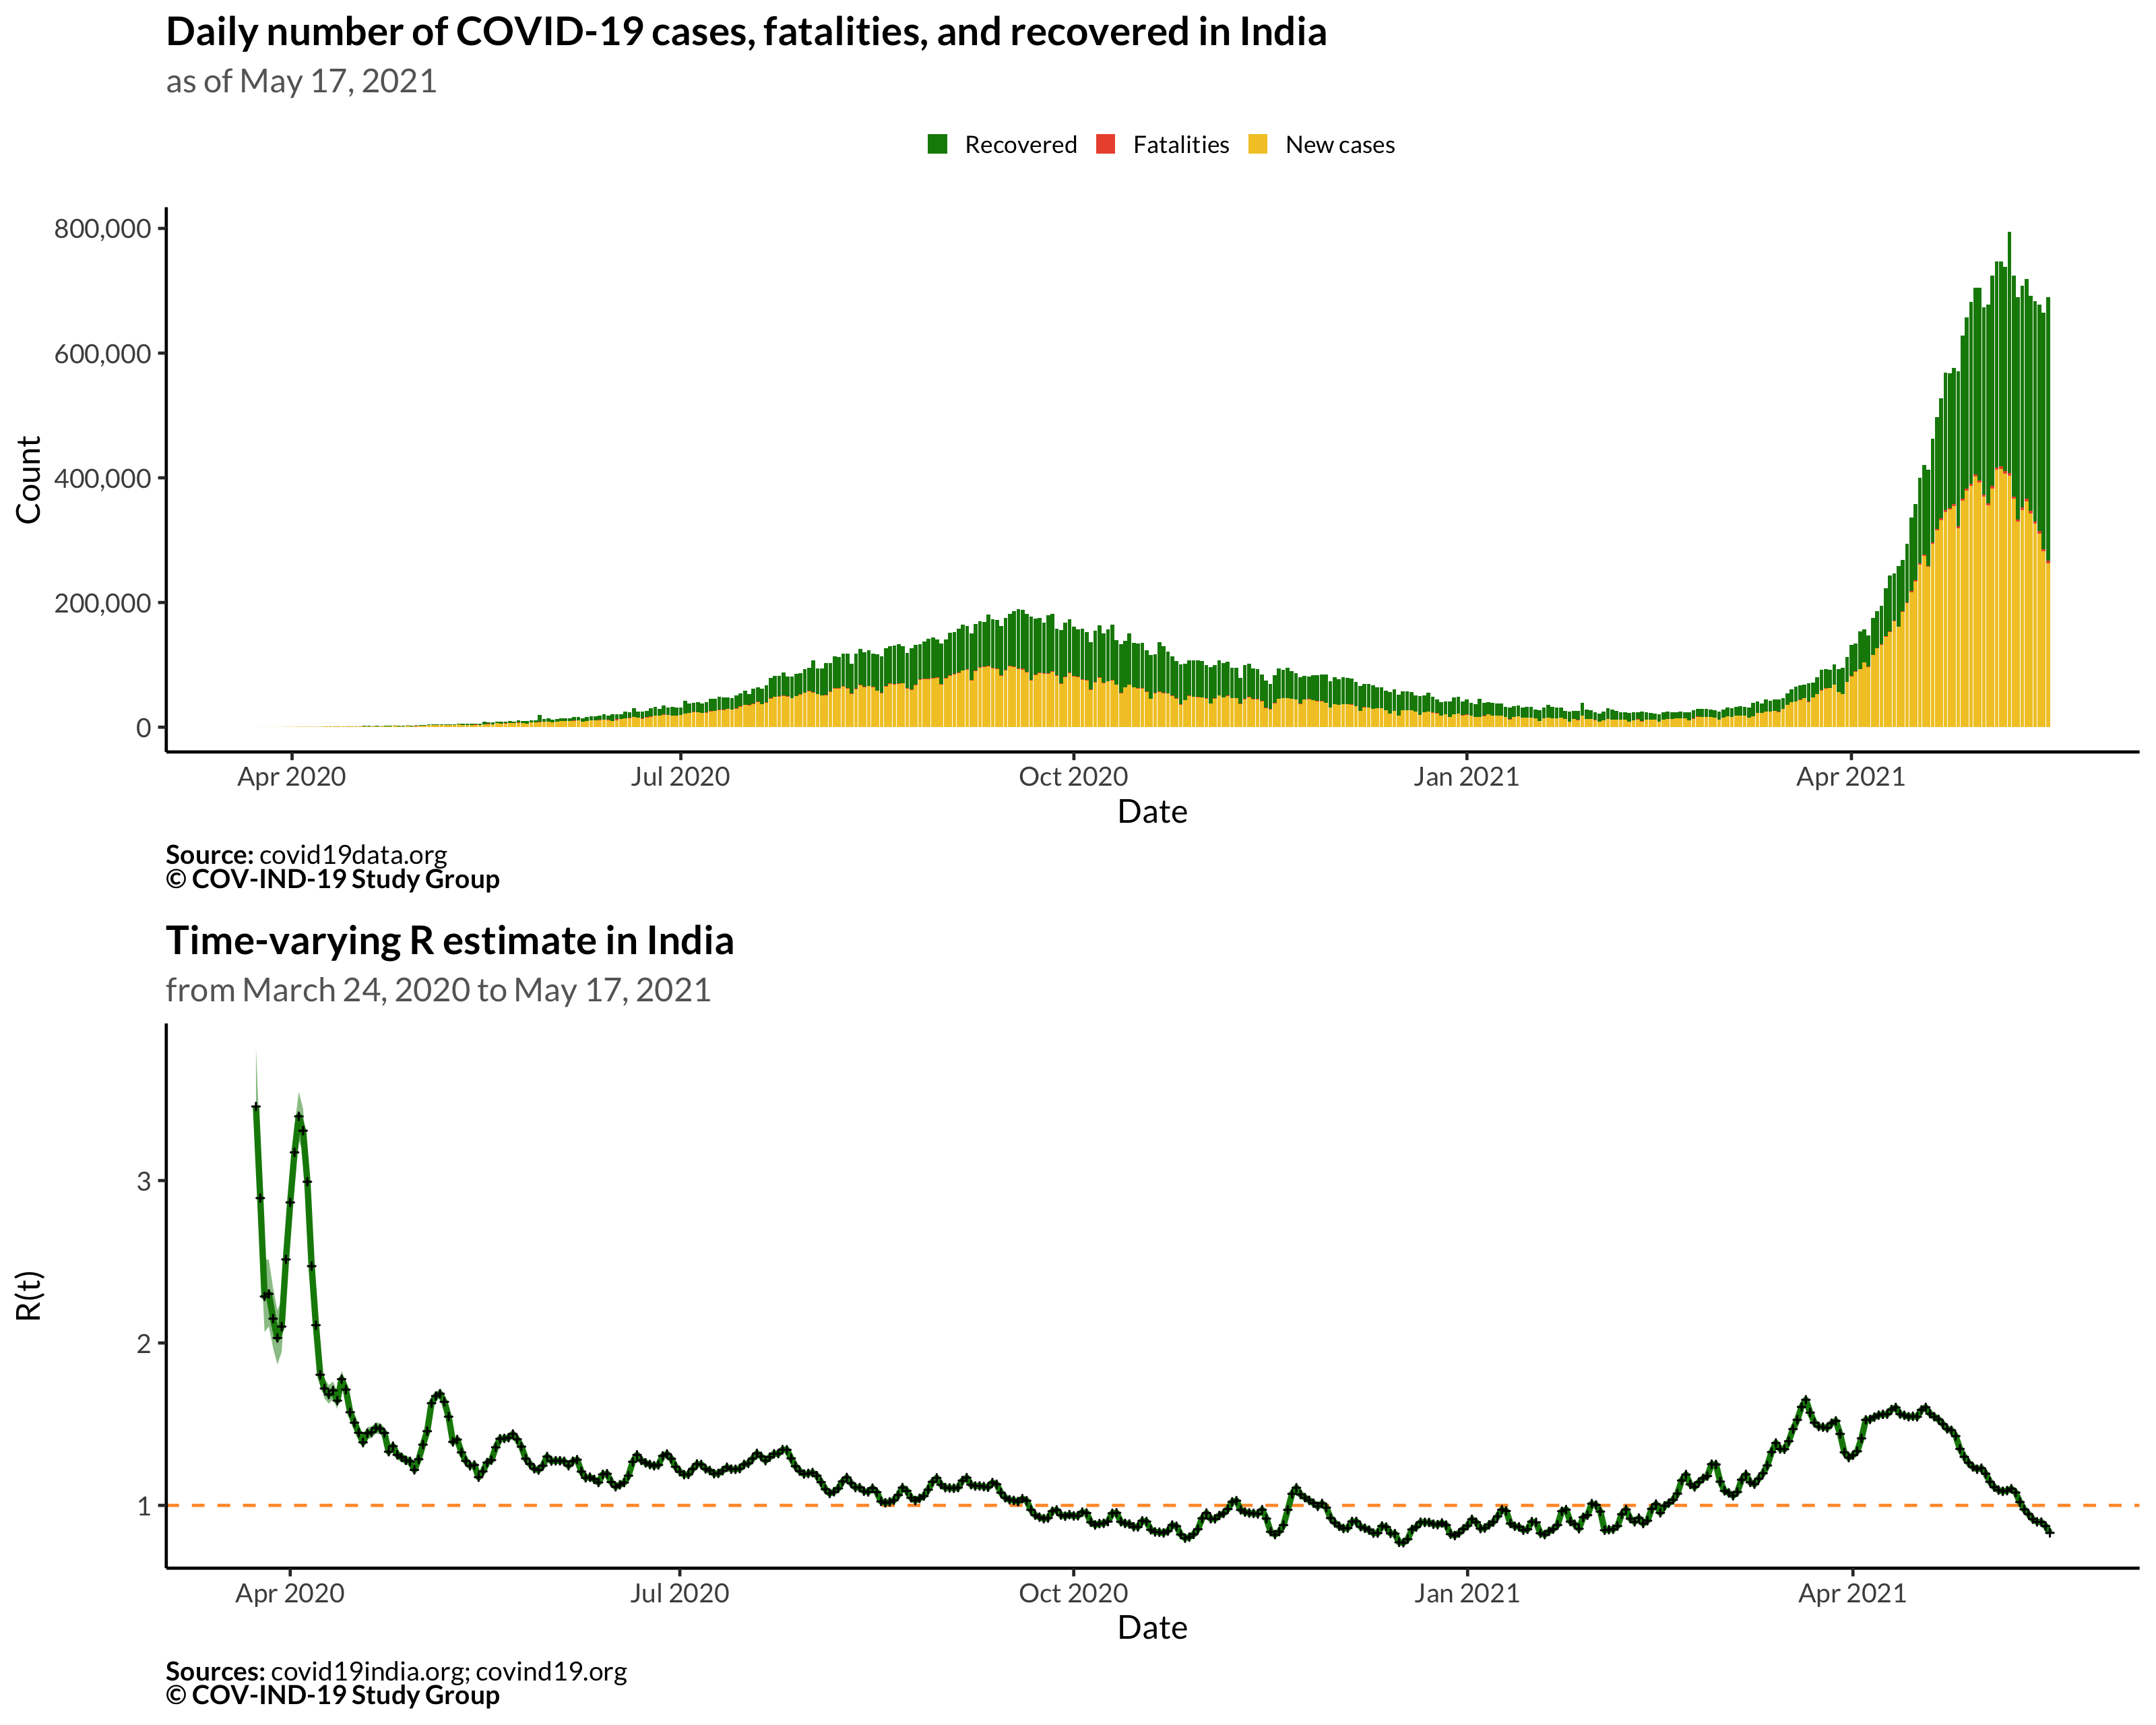 Daily number of COVID-19 cases, fatalities, and recovered in India
as of May 17, 2021
Recovered Fatalities New cases
800,000
600,000
400,000
200,000
0
Count
Apr 2020 Jul 2020 Oct 2020 Jan 2021 Apr 2021
Date
Source: covid19data.org
© COV-IND-19 Study Group
Time-varying R estimate in India
from March 24, 2020 to May 17, 2021
3
2
1
R(t)
Apr 2020 Jul 2020 Oct 2020 Jan 2021 Apr 2021
Date
Sources: covid19india.org; covind19.org
© COV-IND-19 Study Group